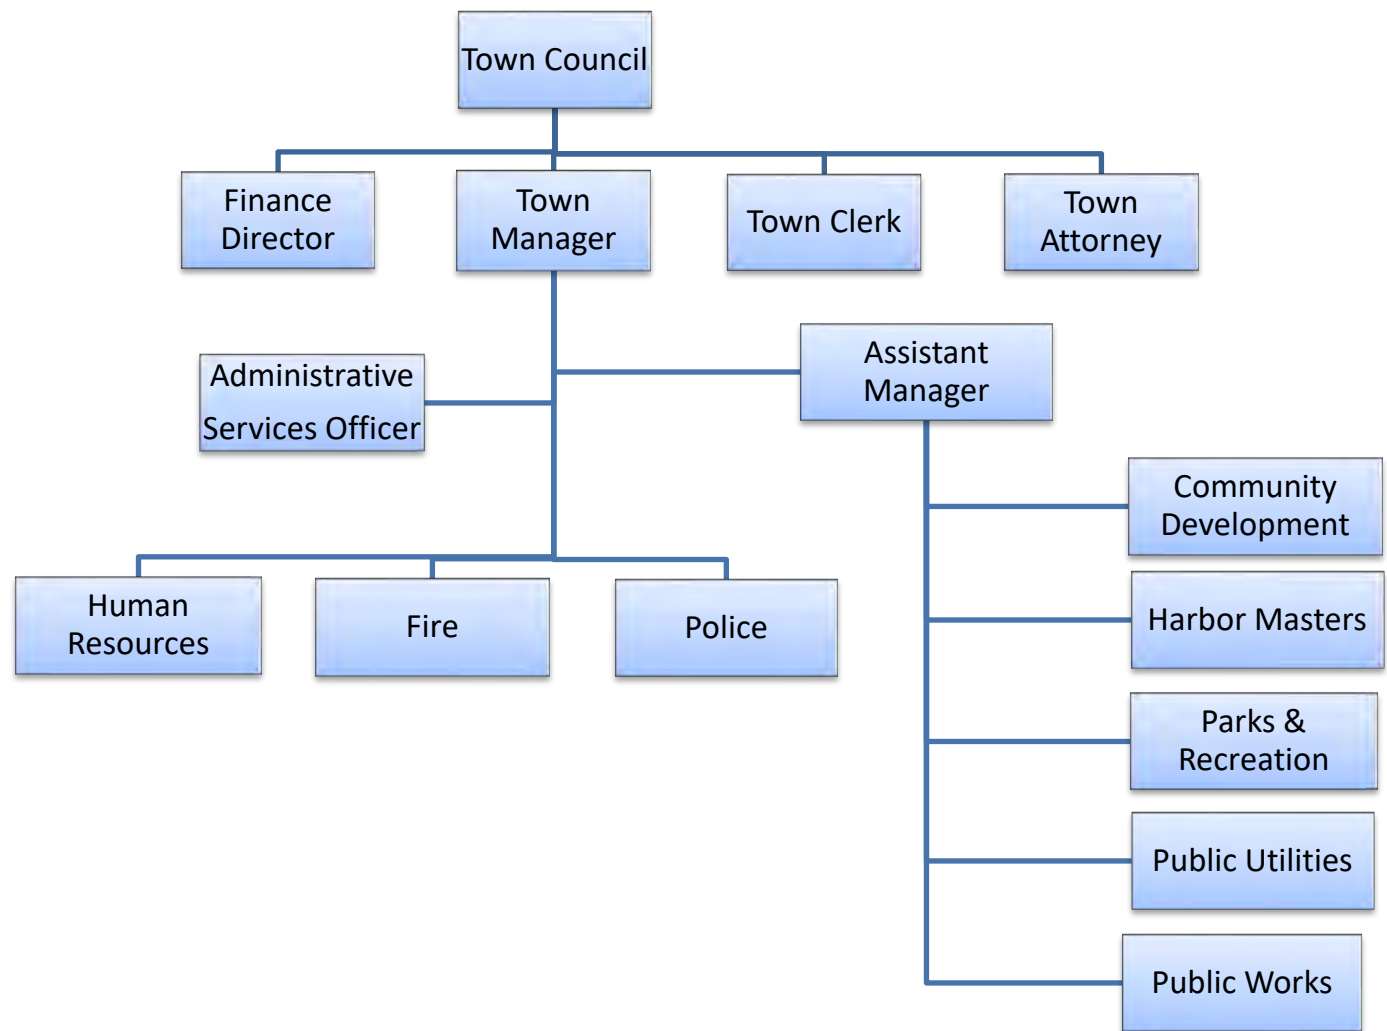 Town Council
Finance
Director
Town
Manager
Town Clerk
Town
Attorney
Assistant
Manager
Administrative
Services Officer
Community
Development
Human
Resources
Fire
Police
Harbor Masters
Parks &
Recreation
Public Utilities
Public Works